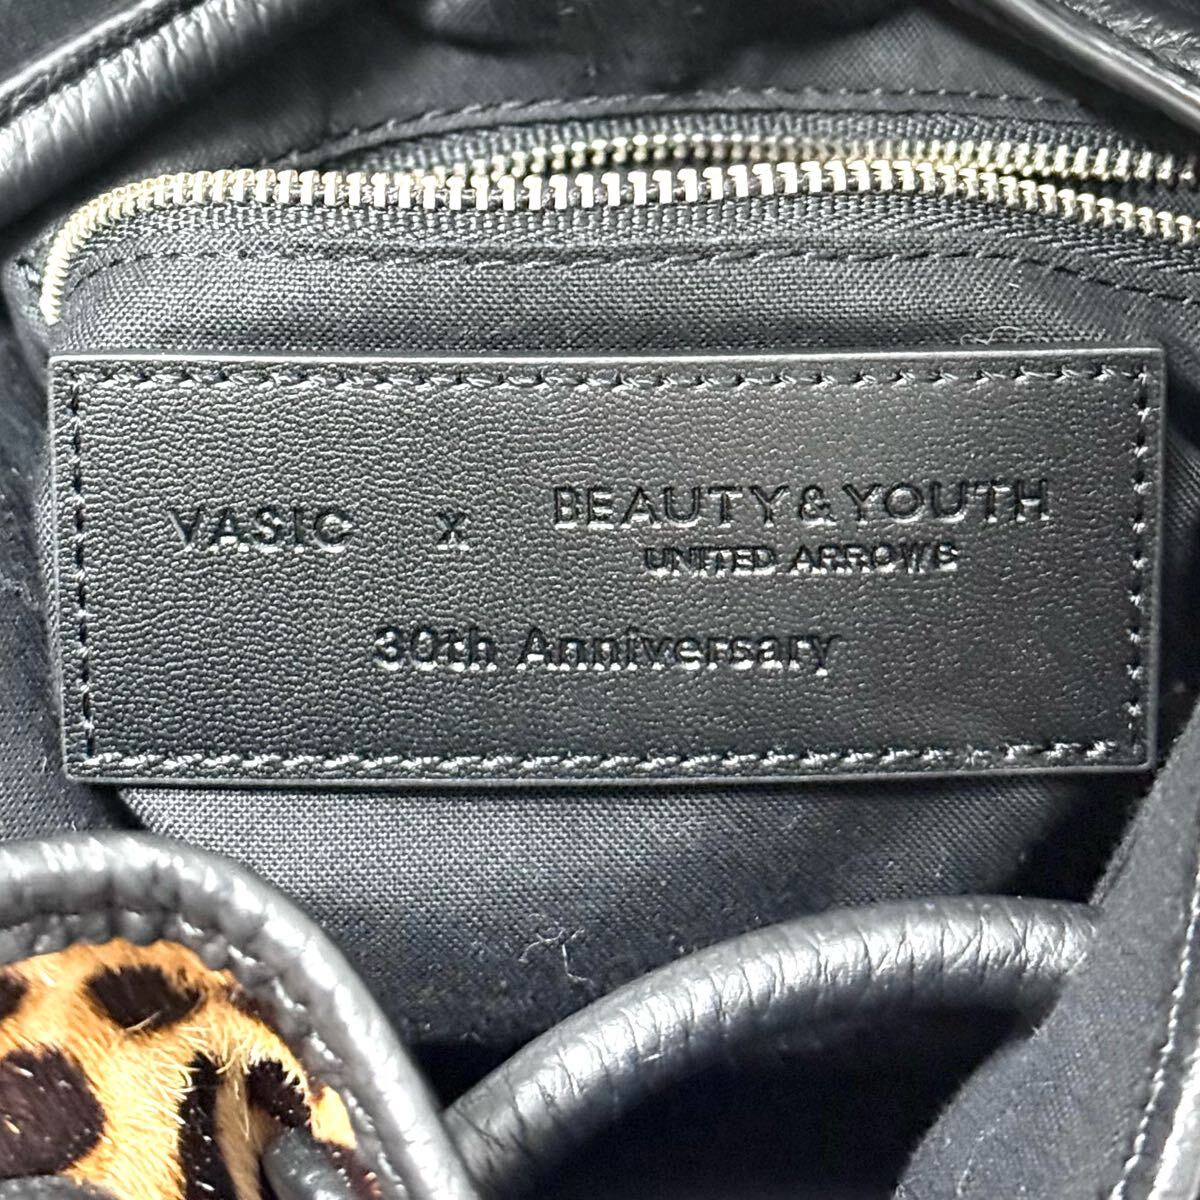 VASIC x BEAUTY&YOUTH
UNITED ARROWS
30th Anniversary